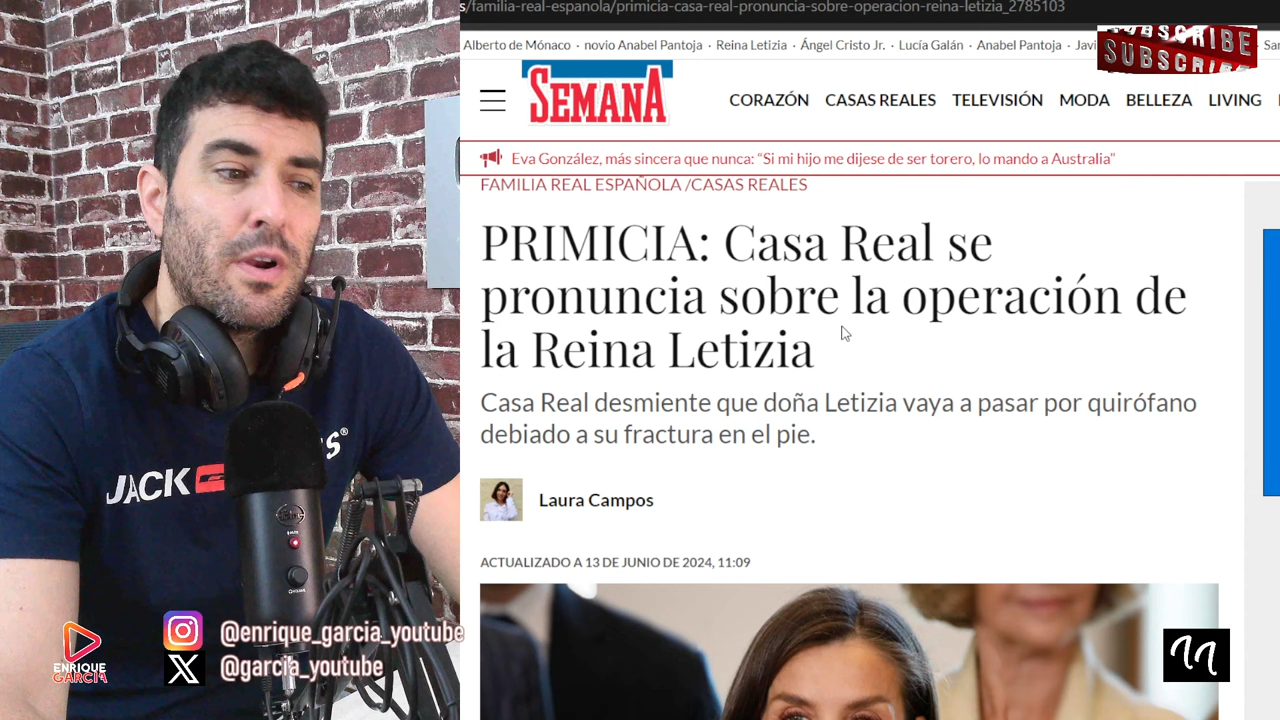 s/familia-real-espanola/primicia-casa-real-pronuncia-sobre-operacion-reina-letizia_2785103
Alberto de Mónaco · novio Anabel Pantoja · Reina Letizia · Ángel Cristo Jr. · Lucía Galán · Anabel Pantoja · Javi
SUBSCRIBE
SUBSCRIBE
SEMANA
CORAZÓN CASAS REALES TELEVISIÓN MODA BELLEZA LIVING
Eva González, más sincera que nunca: “Si mi hijo me dijese de ser torero, lo mando a Australia”
FAMILIA REAL ESPAÑOLA /CASAS REALES
PRIMICIA: Casa Real se
pronuncia sobre la operación de
la Reina Letizia
Casa Real desmiente que doña Letizia vaya a pasar por quirófano
debiado a su fractura en el pie.
Laura Campos
ACTUALIZADO A 13 DE JUNIO DE 2024, 11:09
JACK
S®
@enrique_garcia_youtube
@garcia_youtube
ENRIQUE
GARCIA